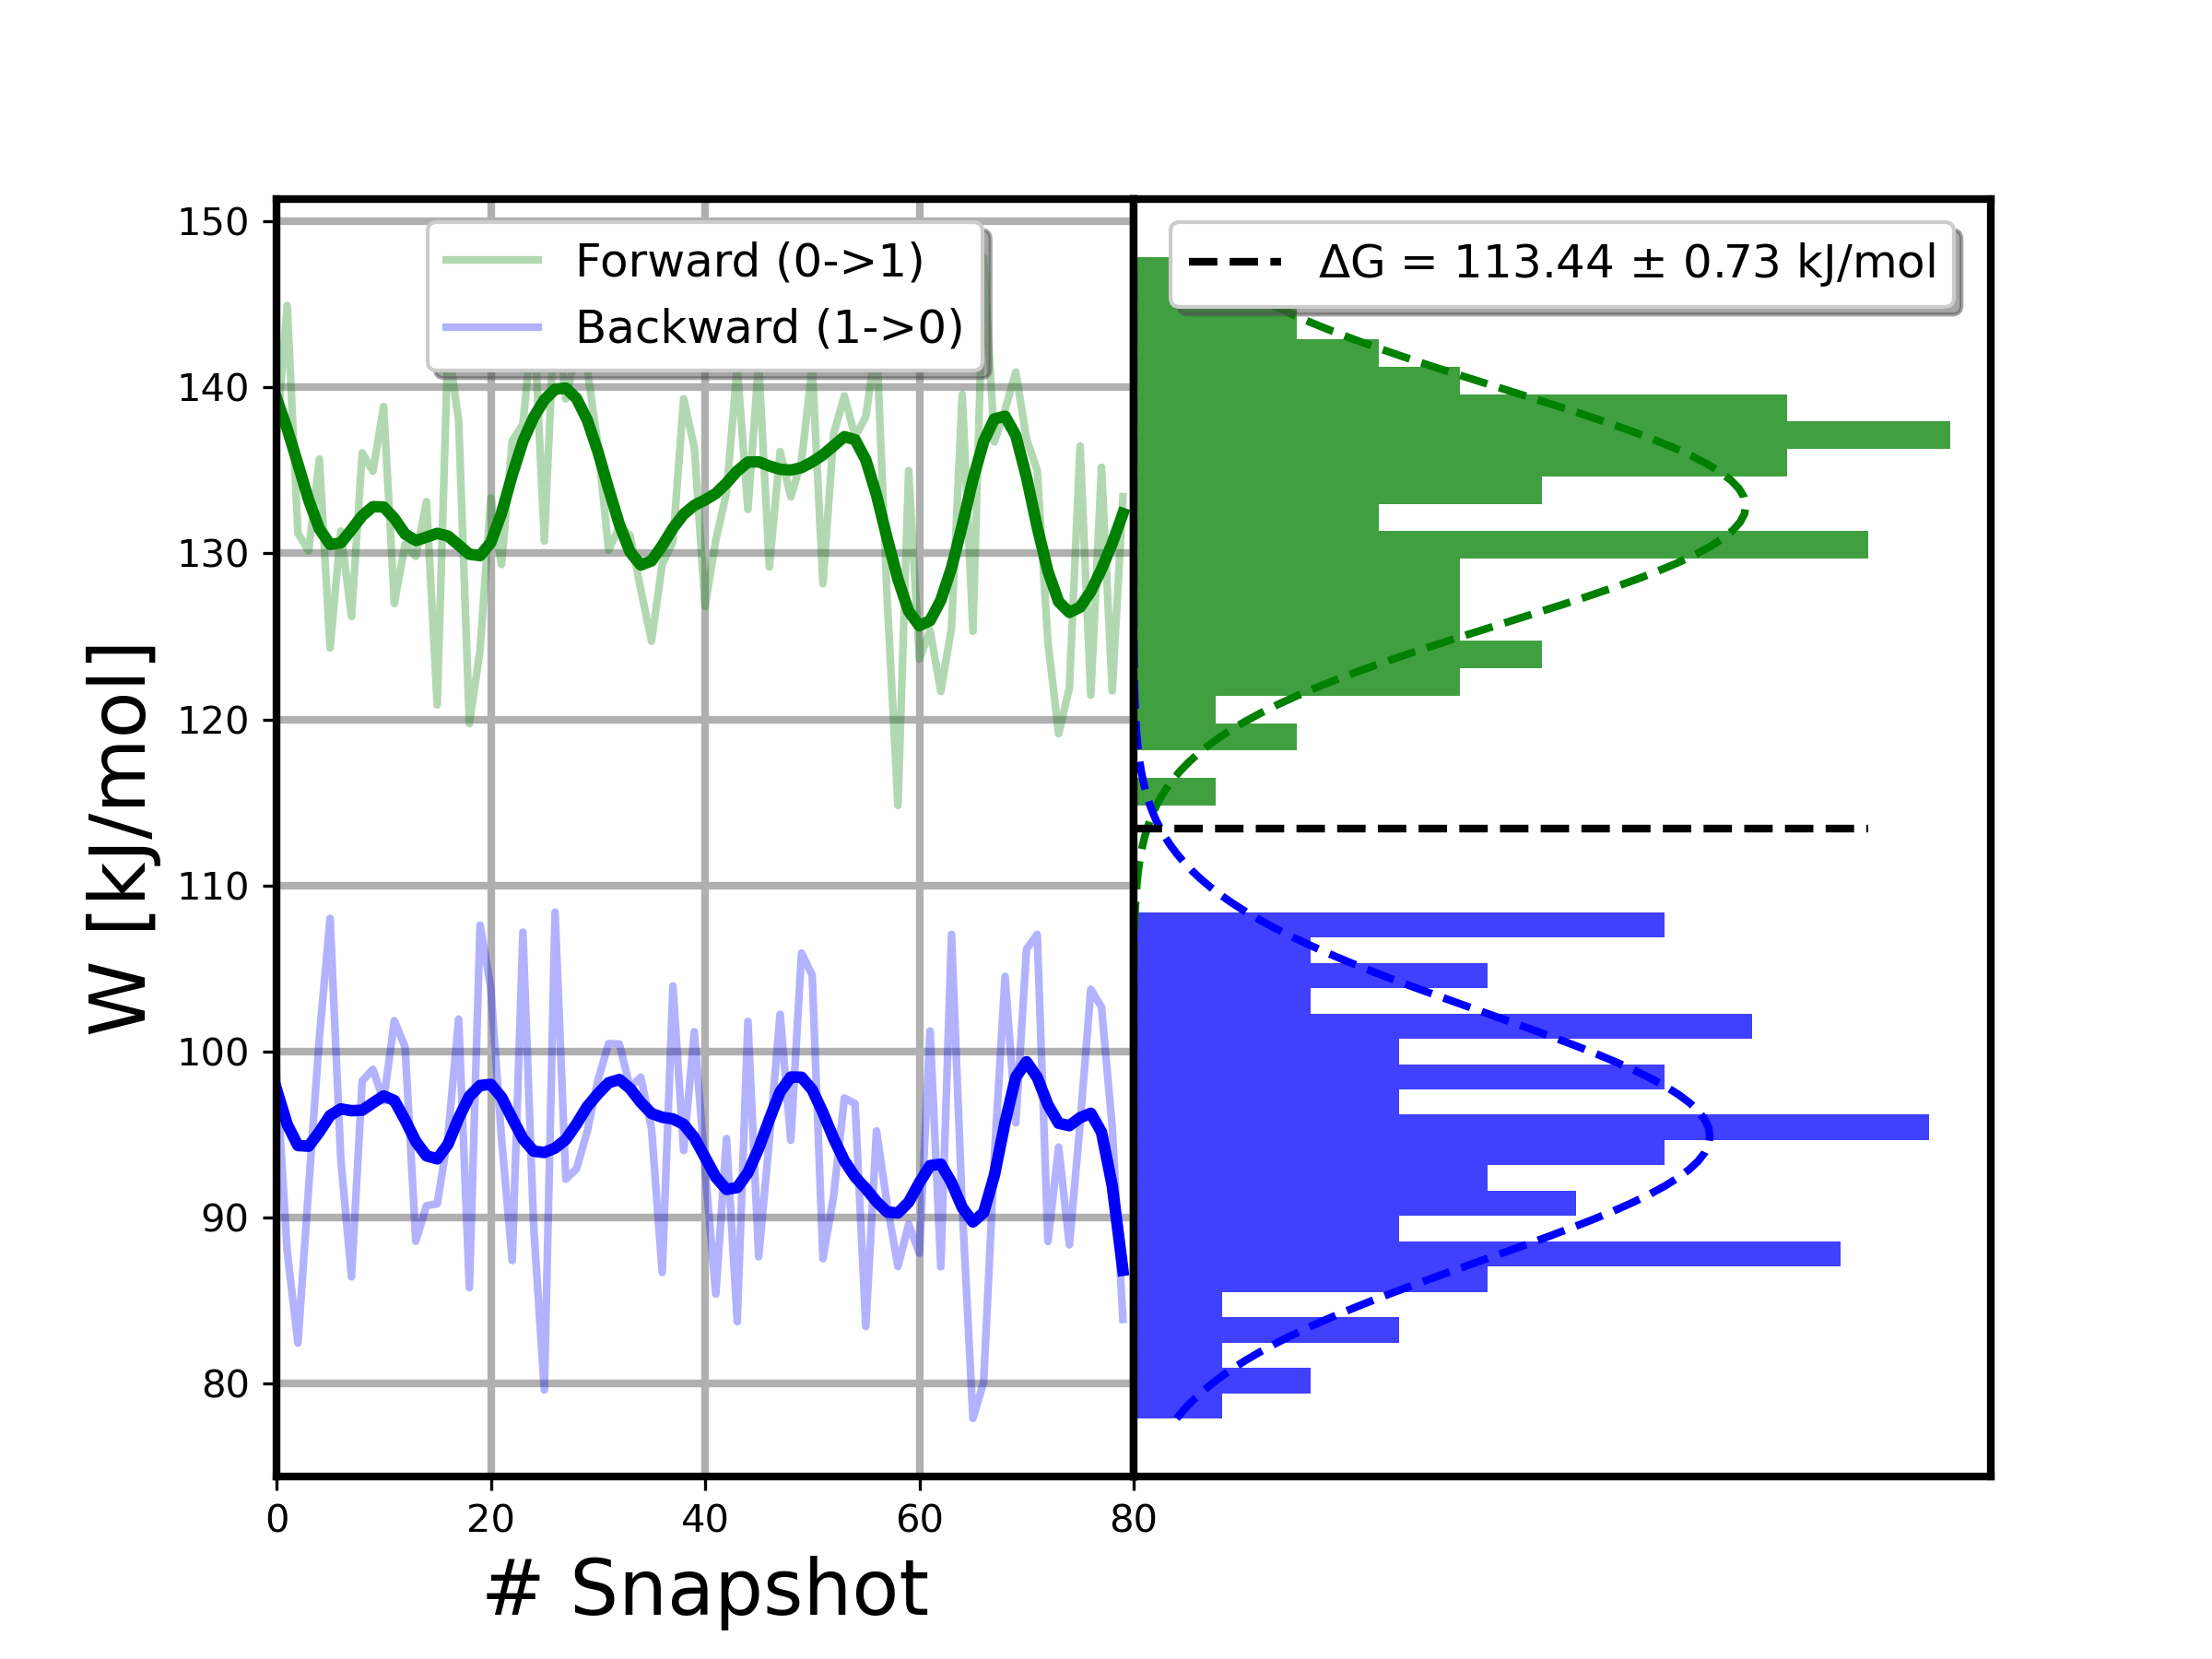 150
140
130
120
110
100
90
80
W [kJ/mol]
Forward (0->1)
Backward (1->0)
ΔG = 113.44 ± 0.73 kJ/mol
0 20 40 60 80
# Snapshot